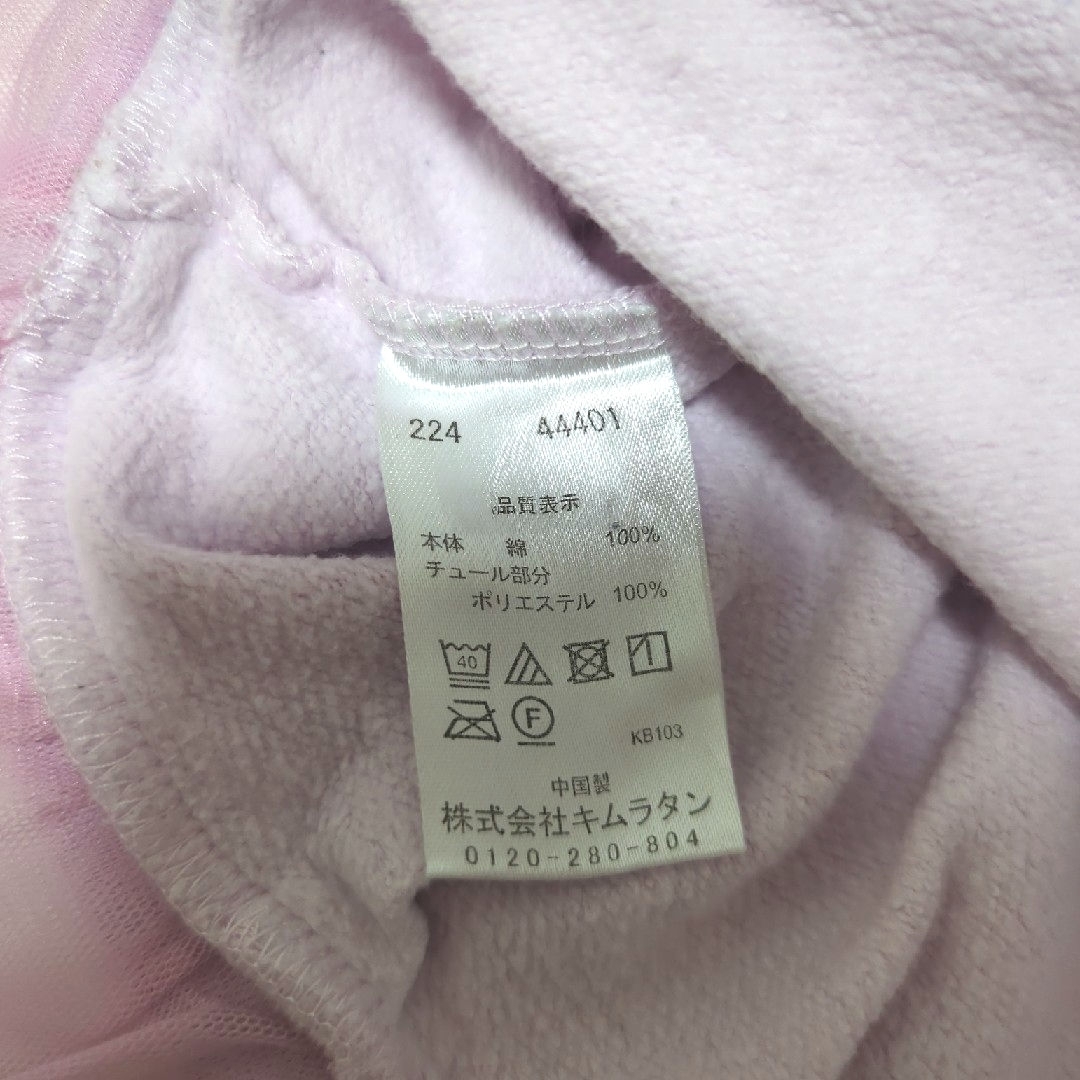 224 44401
品質表示
本体 綿 100%
チュール部分
ポリエステル 100%
40
F
KB103
中国製
株式会社キムラタン
0120-280-804